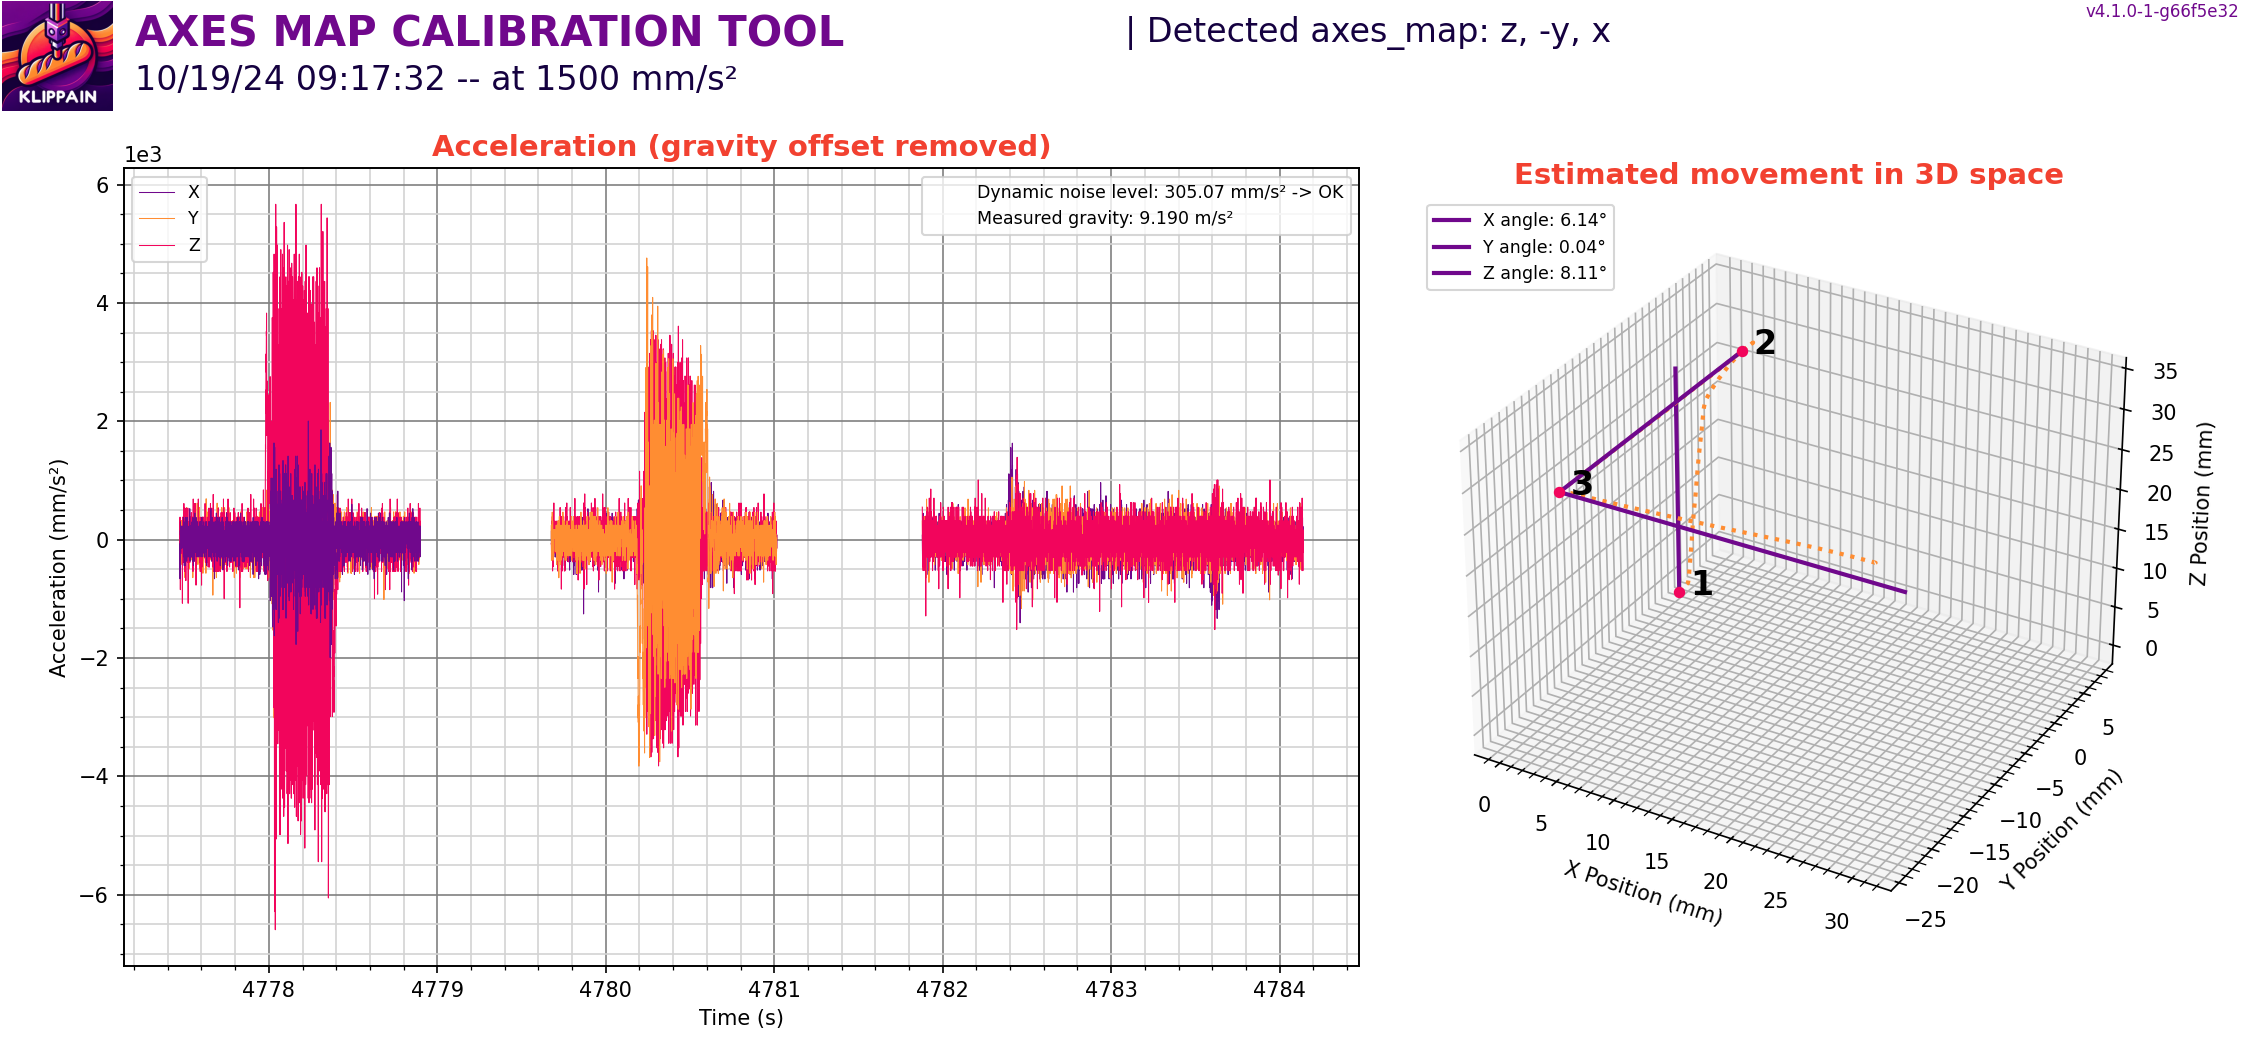 AXES MAP CALIBRATION TOOL
| Detected axes_map: z, -y, x
v4.1.0-1-g66f5e32
10/19/24 09:17:32 -- at 1500 mm/s²
KLIPPAIN
Acceleration (gravity offset removed)
1e3
X
Y
Z
Dynamic noise level: 305.07 mm/s² -> OK
Measured gravity: 9.190 m/s²
6
4
2
0
−2
−4
−6
Acceleration (mm/s²)
4778
4779
4780
4781
4782
4783
4784
Time (s)
Estimated movement in 3D space
X angle: 6.14°
Y angle: 0.04°
Z angle: 8.11°
2
3
1
35
30
25
20
15
10
5
0
Z Position (mm)
5
0
−5
−10
−15
−20
−25
Y Position (mm)
0
5
10
15
20
25
30
X Position (mm)